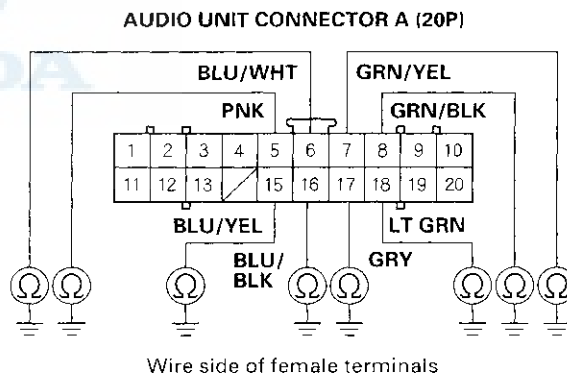 AUDIO UNIT CONNECTOR A (20P)
BLU/WHT GRN/YEL
PNK GRN/BLK
1 2 3 4 5 6 7 8 9 10
11 12 13 15 16 17 18 19 20
BLU/YEL LT GRN
BLU/ GRY
BLK
Ω Ω Ω Ω Ω Ω Ω Ω
Wire side of female terminals